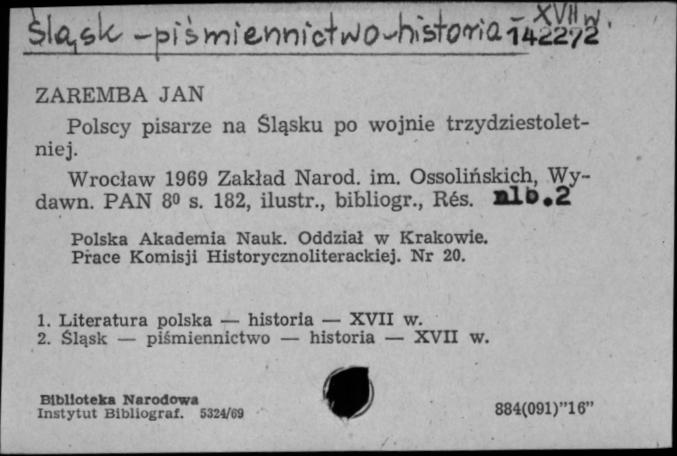 Śląsk - piśmiennictwo - historia - XVII w.
142272
ZAREMBA JAN
Polscy pisarze na Śląsku po wojnie trzydziestolet-
niej.
Wrocław 1969 Zakład Narod. im. Ossolińskich, Wy-
dawn. PAN 8⁰ s. 182, ilustr., bibliogr., Rés. nlb.2
Polska Akademia Nauk. Oddział w Krakowie.
Prace Komisji Historycznoliterackiej. Nr 20.
1. Literatura polska — historia — XVII w.
2. Śląsk — piśmiennictwo — historia — XVII w.
Biblioteka Narodowa
Instytut Bibliograf. 5324/69
884(091)"16"